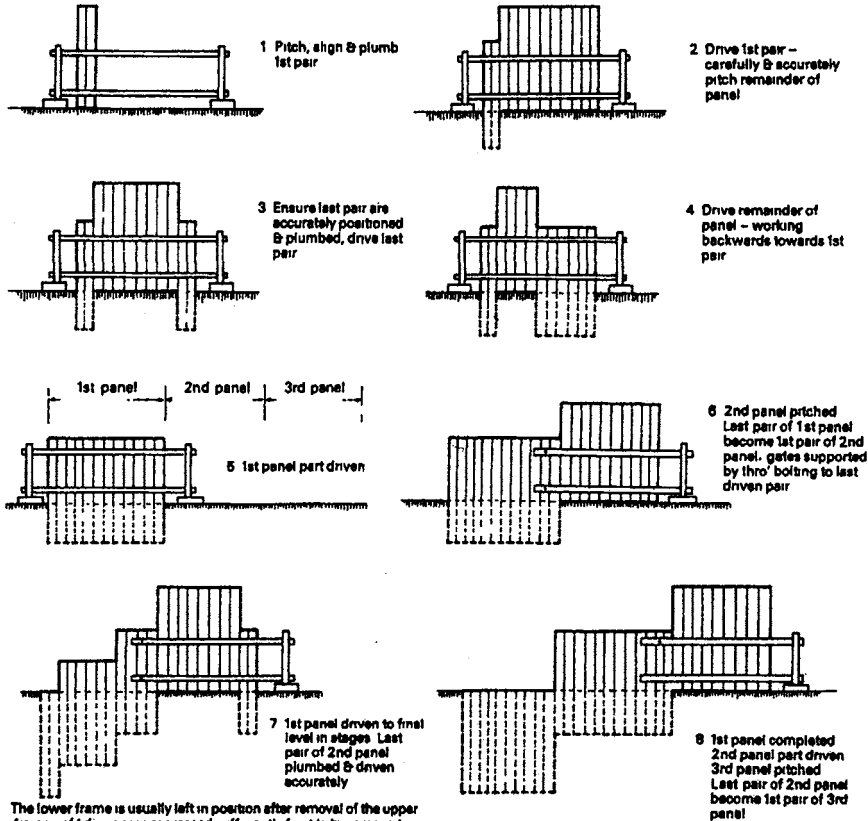 1 Pitch, align & plumb
1st pair
2 Drive 1st pair –
carefully & accurately
pitch remainder of
panel
3 Ensure last pair are
accurately positioned
& plumbed, drive last
pair
4 Drive remainder of
panel – working
backwards towards 1st
pair
1st panel
2nd panel
3rd panel
5 1st panel part driven
6 2nd panel pitched
Last pair of 1st panel
become 1st pair of 2nd
panel. gates supported
by thro' bolting to last
driven pair
7 1st panel driven to final
level in stages Last
pair of 2nd panel
plumbed & driven
accurately
8 1st panel completed
2nd panel part driven
3rd panel pitched
Last pair of 2nd panel
become 1st pair of 3rd
panel
The lower frame is usually left in position after removal of the upper